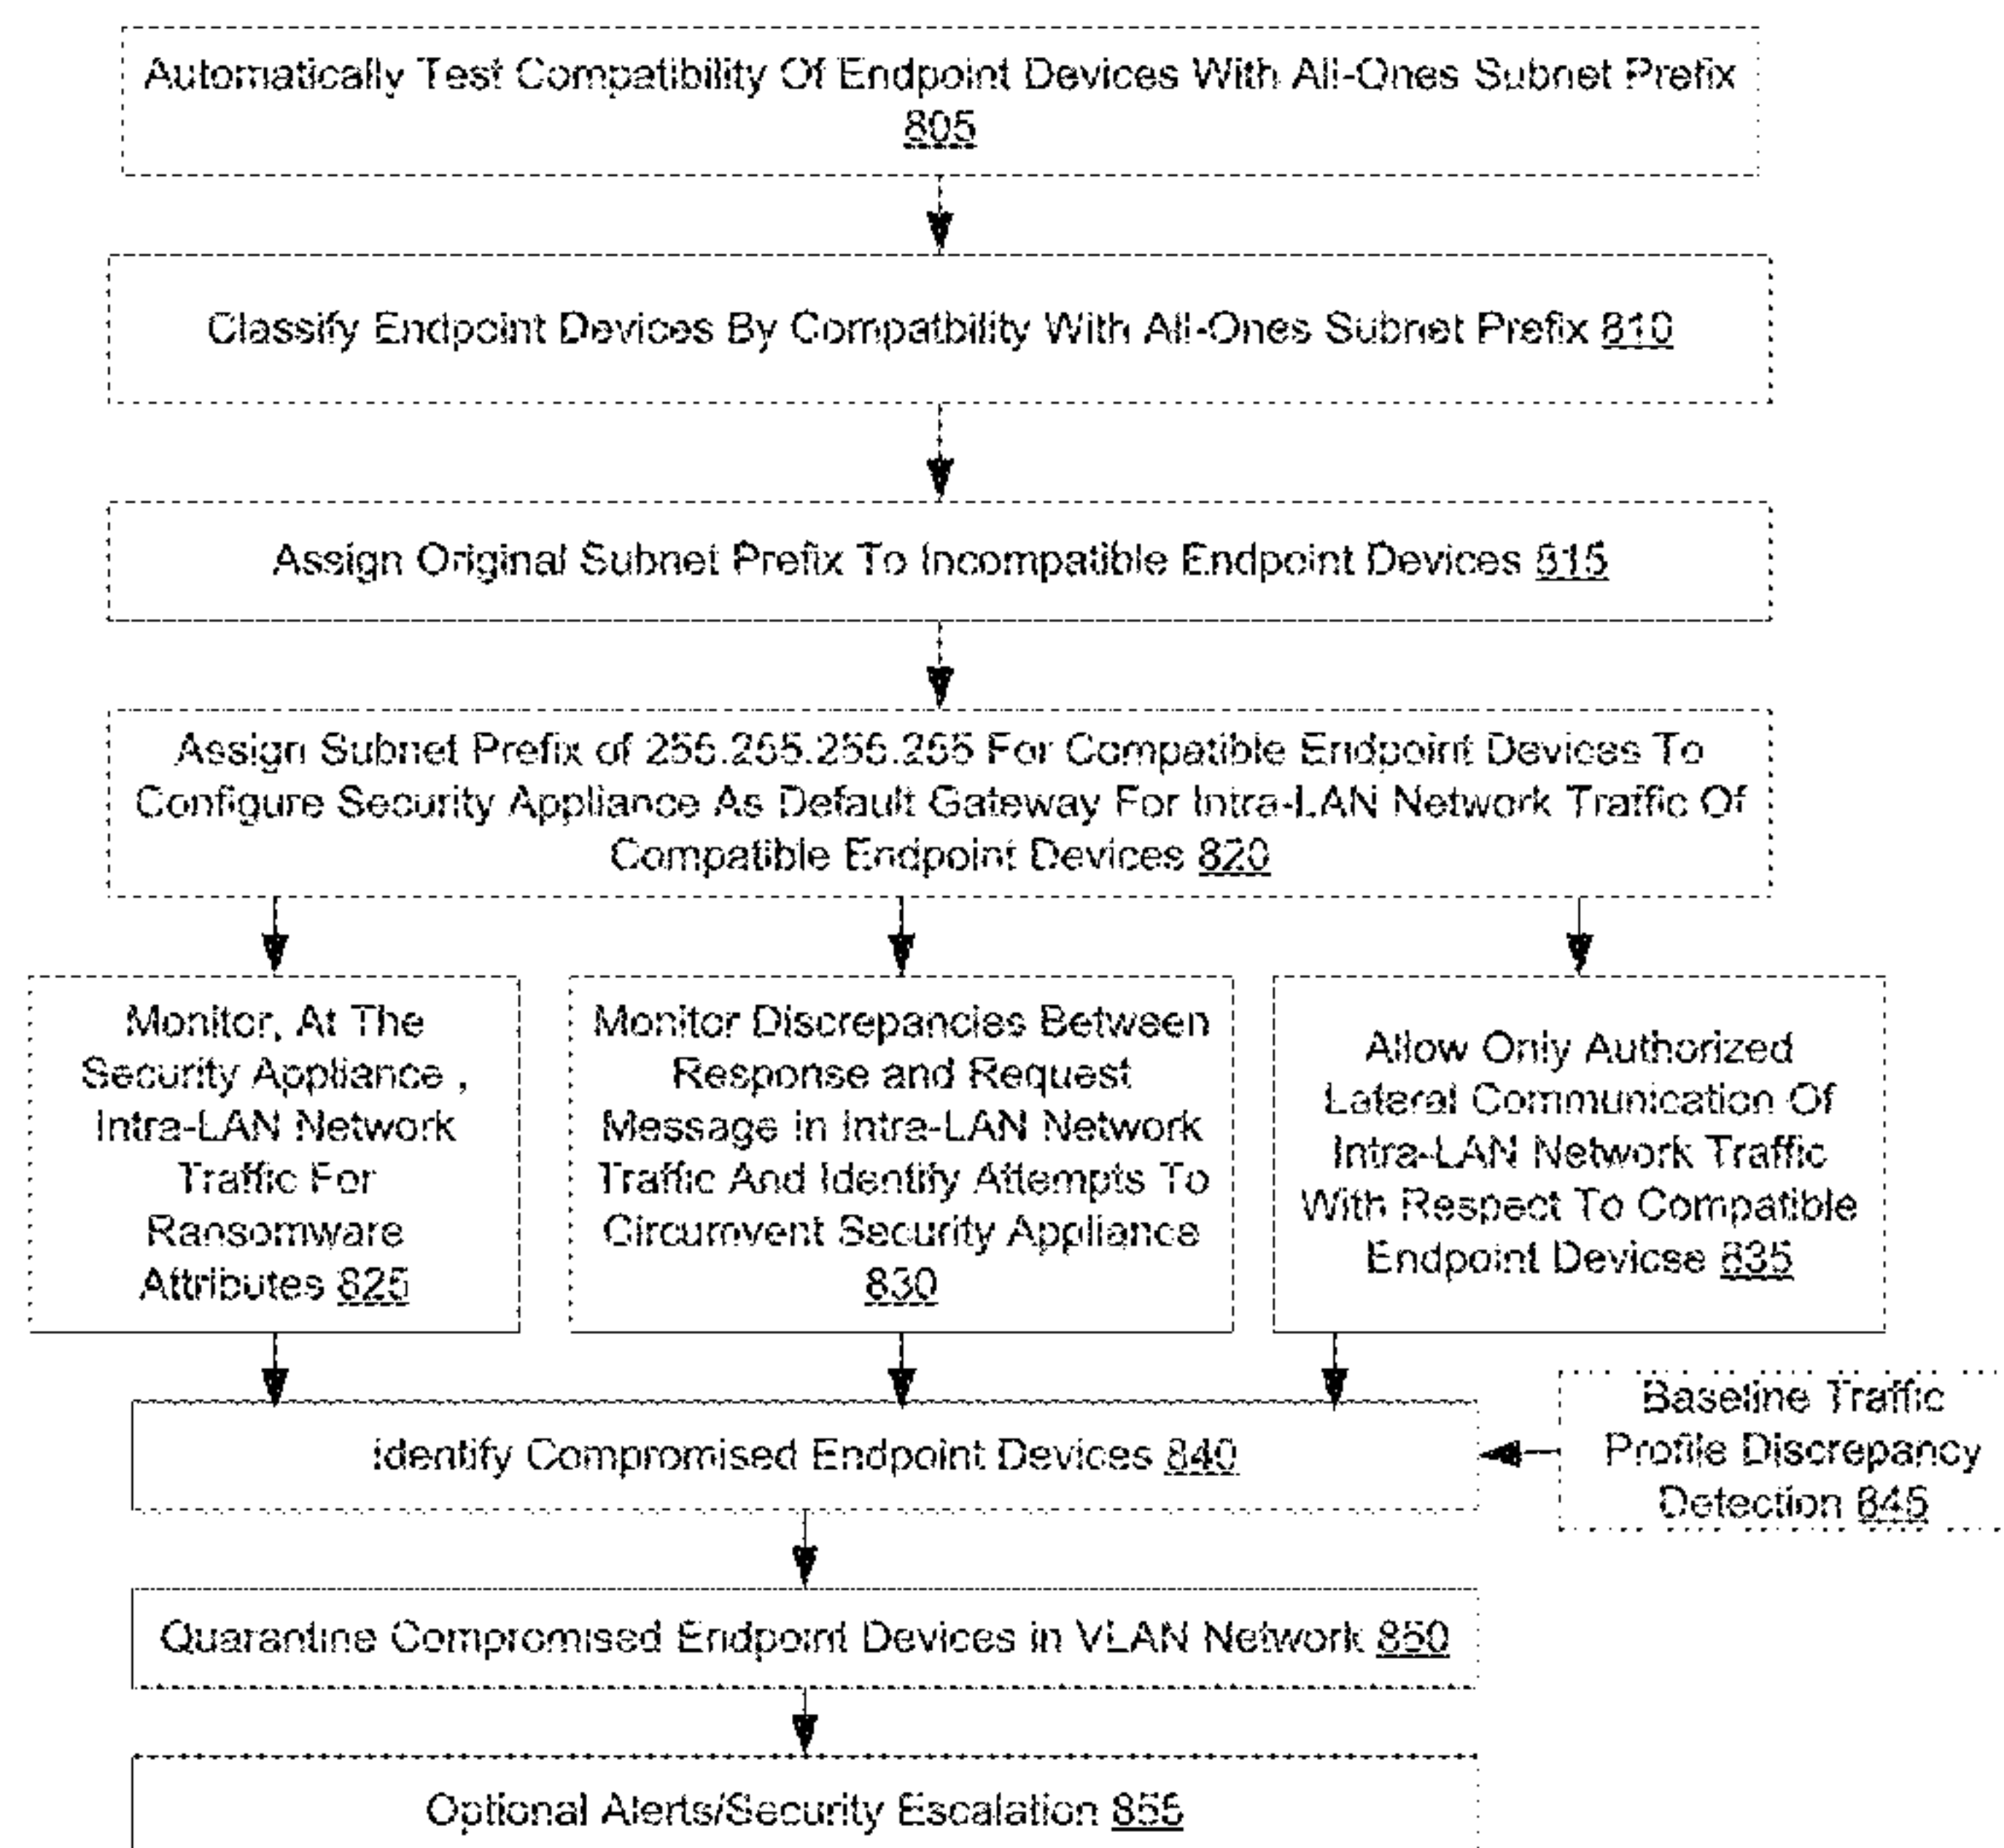 Automatically Test Compatibility Of Endpoint Devices With All-Ones Subnet Prefix
805
Classify Endpoint Devices By Compatbility With All-Ones Subnet Prefix 810
Assign Original Subnet Prefix To Incompatible Endpoint Devices 815
Assign Subnet Prefix of 255.255.255.255 For Compatible Endpoint Devices To
Configure Security Appliance As Default Gateway For Intra-LAN Network Traffic Of
Compatible Endpoint Devices 820
Monitor, At The
Security Appliance ,
Intra-LAN Network
Traffic For
Ransomware
Attributes 825
Monitor Discrepancies Between
Response and Request
Message in Intra-LAN Network
Traffic And Identify Attempts To
Circumvent Security Appliance
830
Allow Only Authorized
Lateral Communication Of
Intra-LAN Network Traffic
With Respect To Compatible
Endpoint Devicse 835
Identify Compromised Endpoint Devices 840
Baseline Traffic
Profile Discrepancy
Detection 845
Quarantine Compromised Endpoint Devices in VLAN Network 850
Optional Alerts/Security Escalation 855